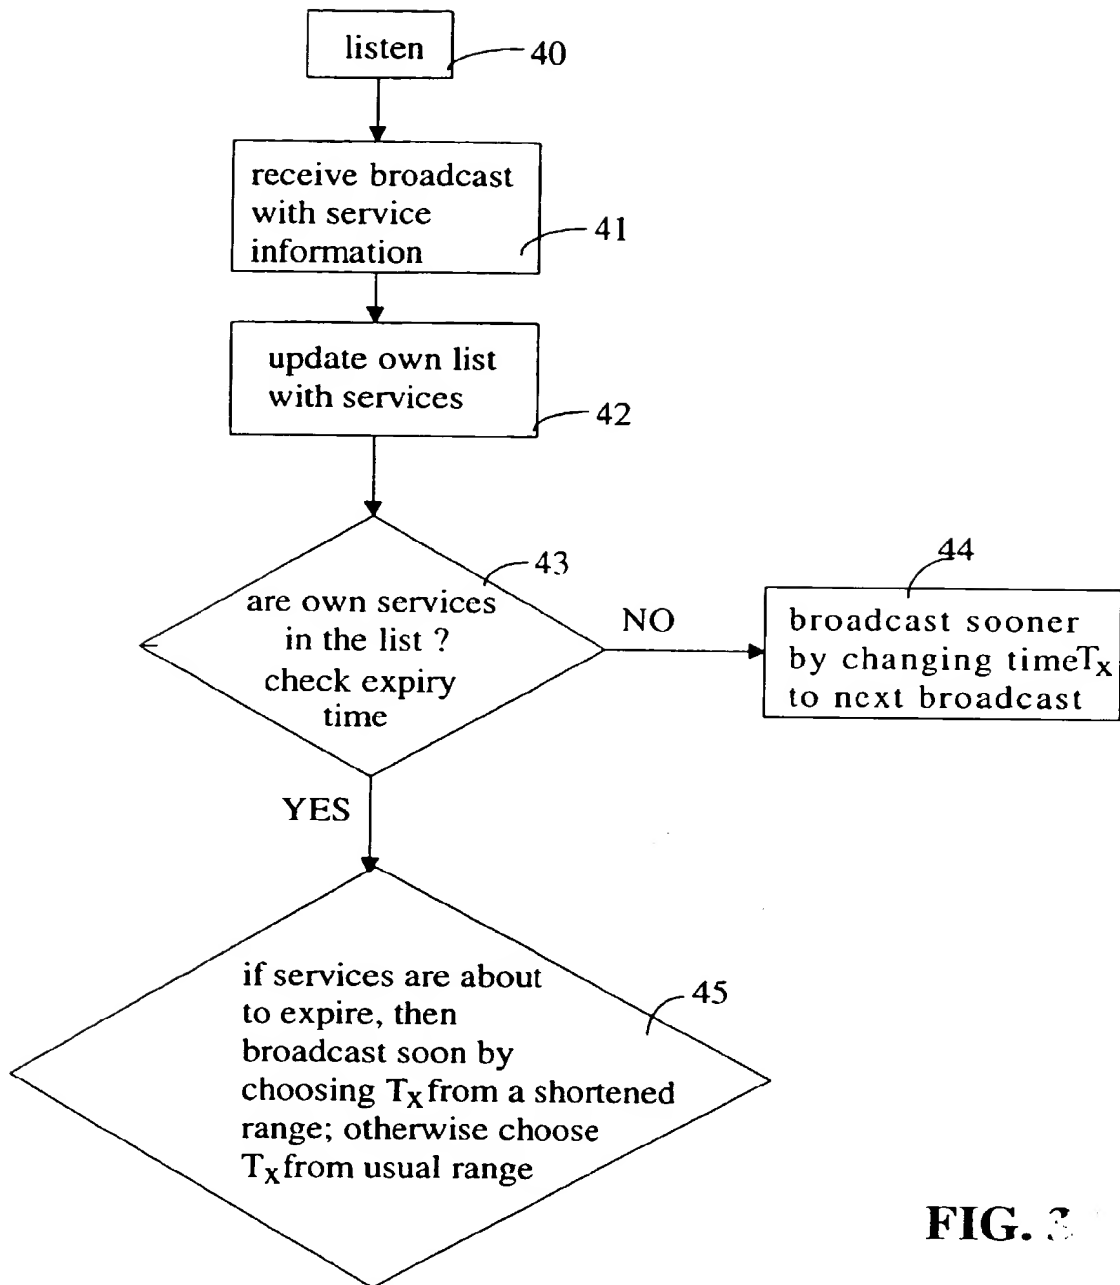 listen
40
receive broadcast
with service
information
41
update own list
with services
42
43
are own services
in the list ?
check expiry
time
NO
44
broadcast sooner
by changing timeTx
to next broadcast
YES
45
if services are about
to expire, then
broadcast soon by
choosing Tx from a shortened
range; otherwise choose
Tx from usual range
FIG. 3